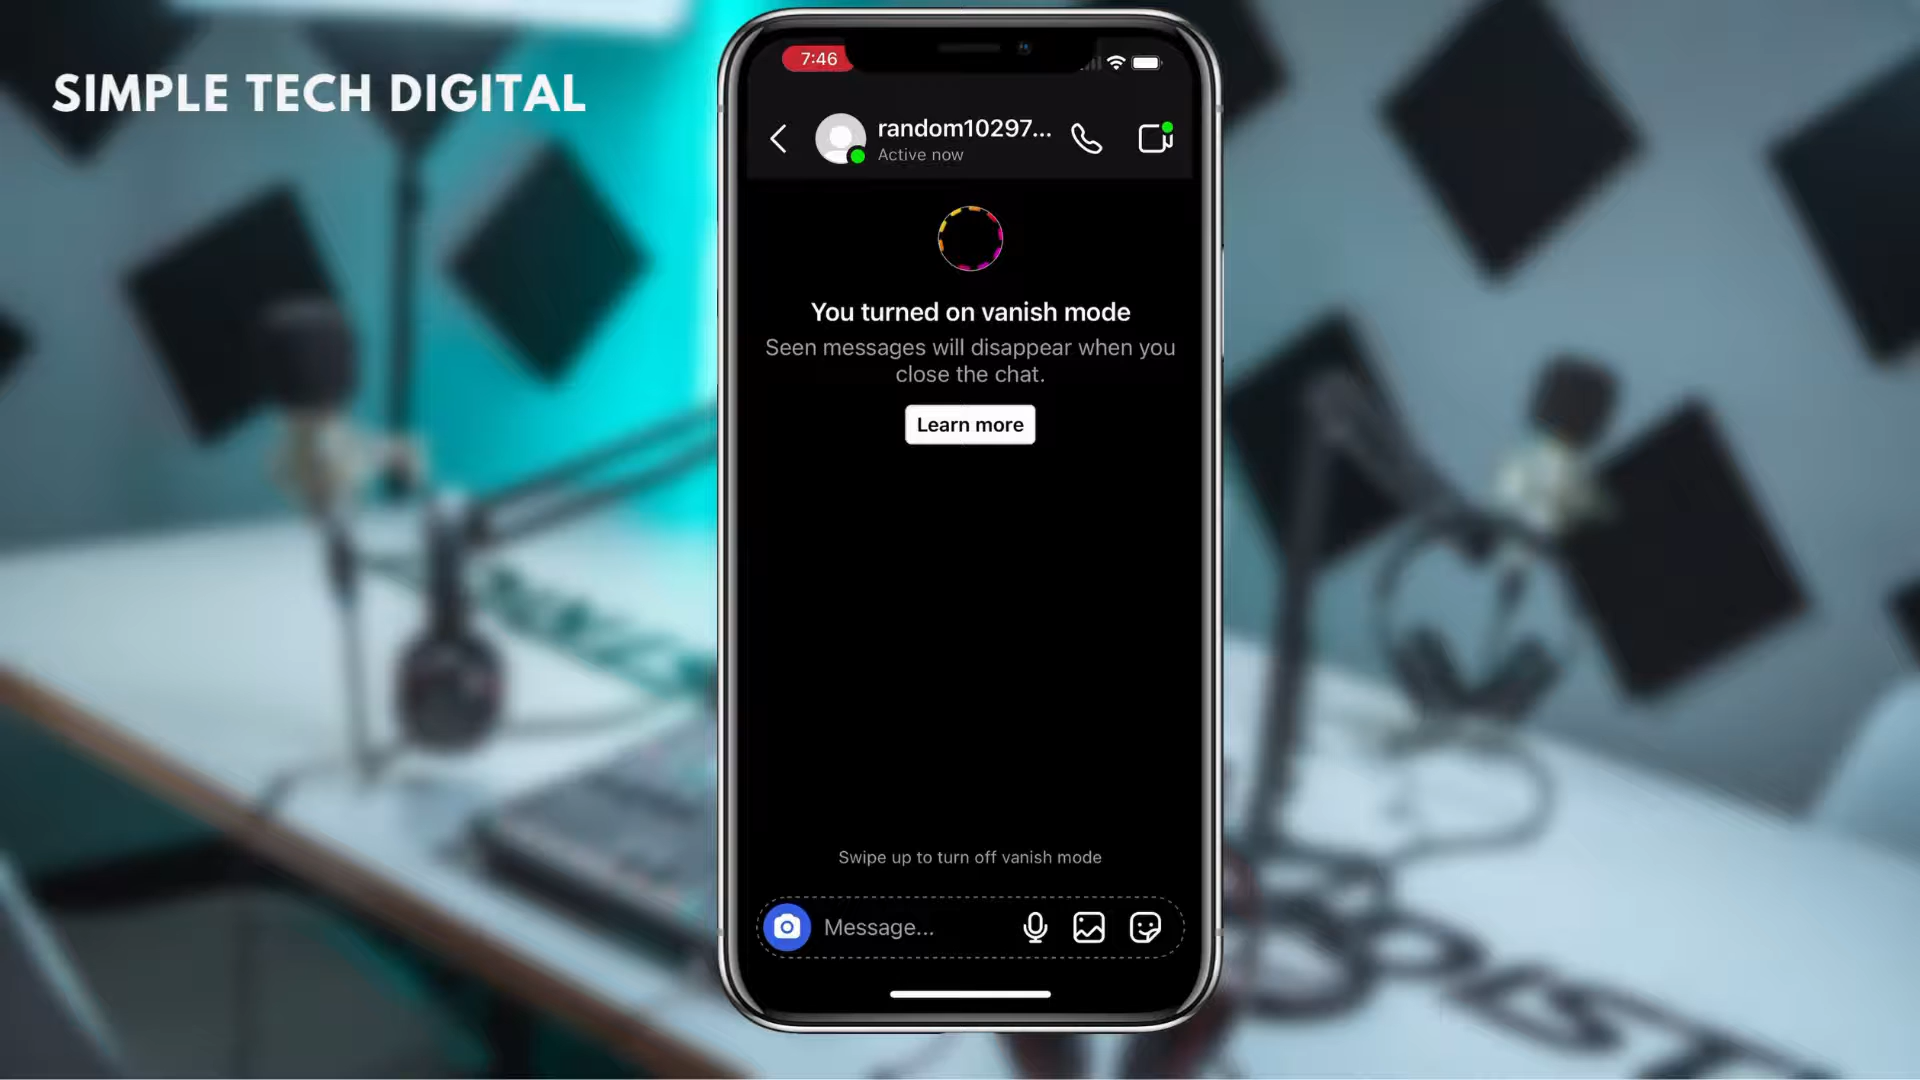 SIMPLE TECH DIGITAL
7:46
random10297...
Active now
You turned on vanish mode
Seen messages will disappear when you
close the chat.
Learn more
Swipe up to turn off vanish mode
Message...